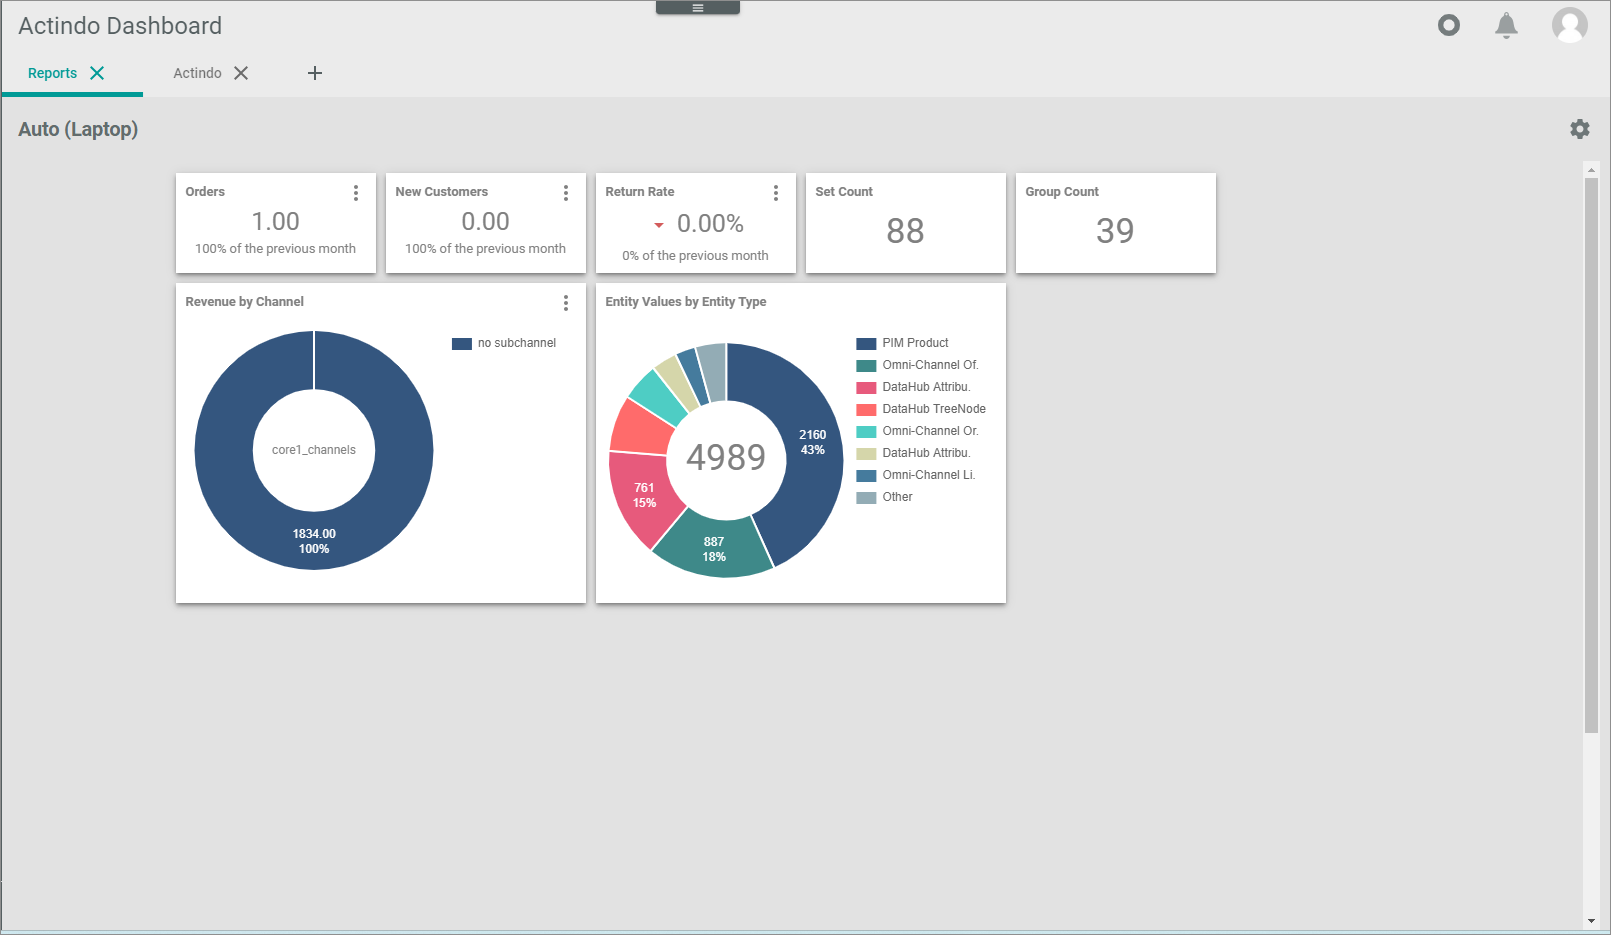 Actindo Dashboard
Reports
Actindo
Auto (Laptop)
Orders
1.00
100% of the previous month
New Customers
0.00
100% of the previous month
Return Rate
0.00%
0% of the previous month
Set Count
88
Group Count
39
Revenue by Channel
no subchannel
core1_channels
1834.00
100%
Entity Values by Entity Type
PIM Product
Omni-Channel Of.
DataHub Attribu.
DataHub TreeNode
Omni-Channel Or.
DataHub Attribu.
Omni-Channel Li.
Other
2160
43%
4989
761
15%
887
18%